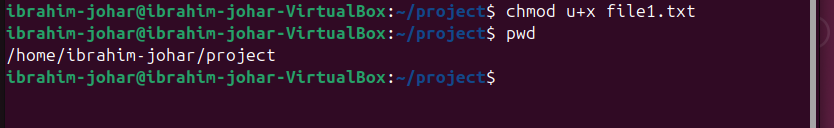 ibrahim-johar@ibrahim-johar-VirtualBox:~/project$ chmod u+x file1.txt
ibrahim-johar@ibrahim-johar-VirtualBox:~/project$ pwd
/home/ibrahim-johar/project
ibrahim-johar@ibrahim-johar-VirtualBox:~/project$